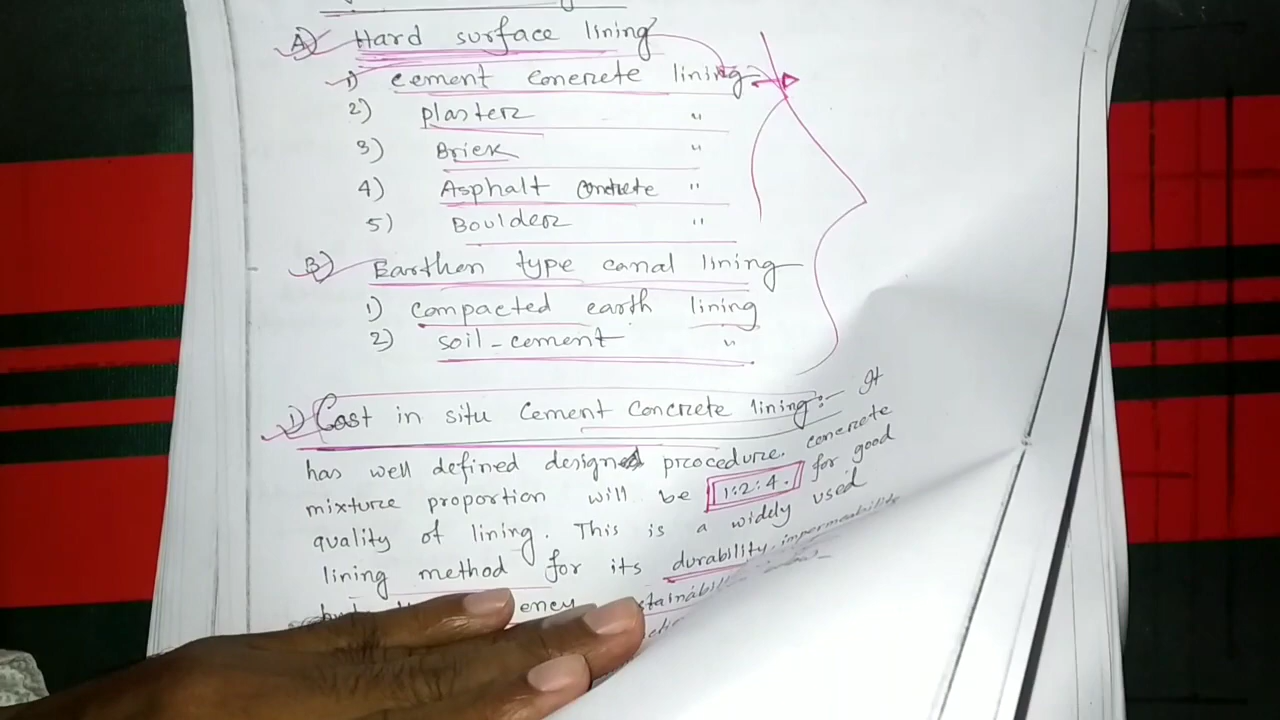 A) Hard surface lining
1) cement concrete lining
2) plaster "
3) Brick "
4) Asphalt concrete "
5) Boulder "
B) Earthen type canal lining
1) compacted earth lining
2) soil-cement "
1) Cast in situ cement concrete lining:- It
has well defined designed procedure. concrete
mixture proportion will be 1:2:4. for good
quality of lining. This is a widely used
lining method for its durability, impermeability